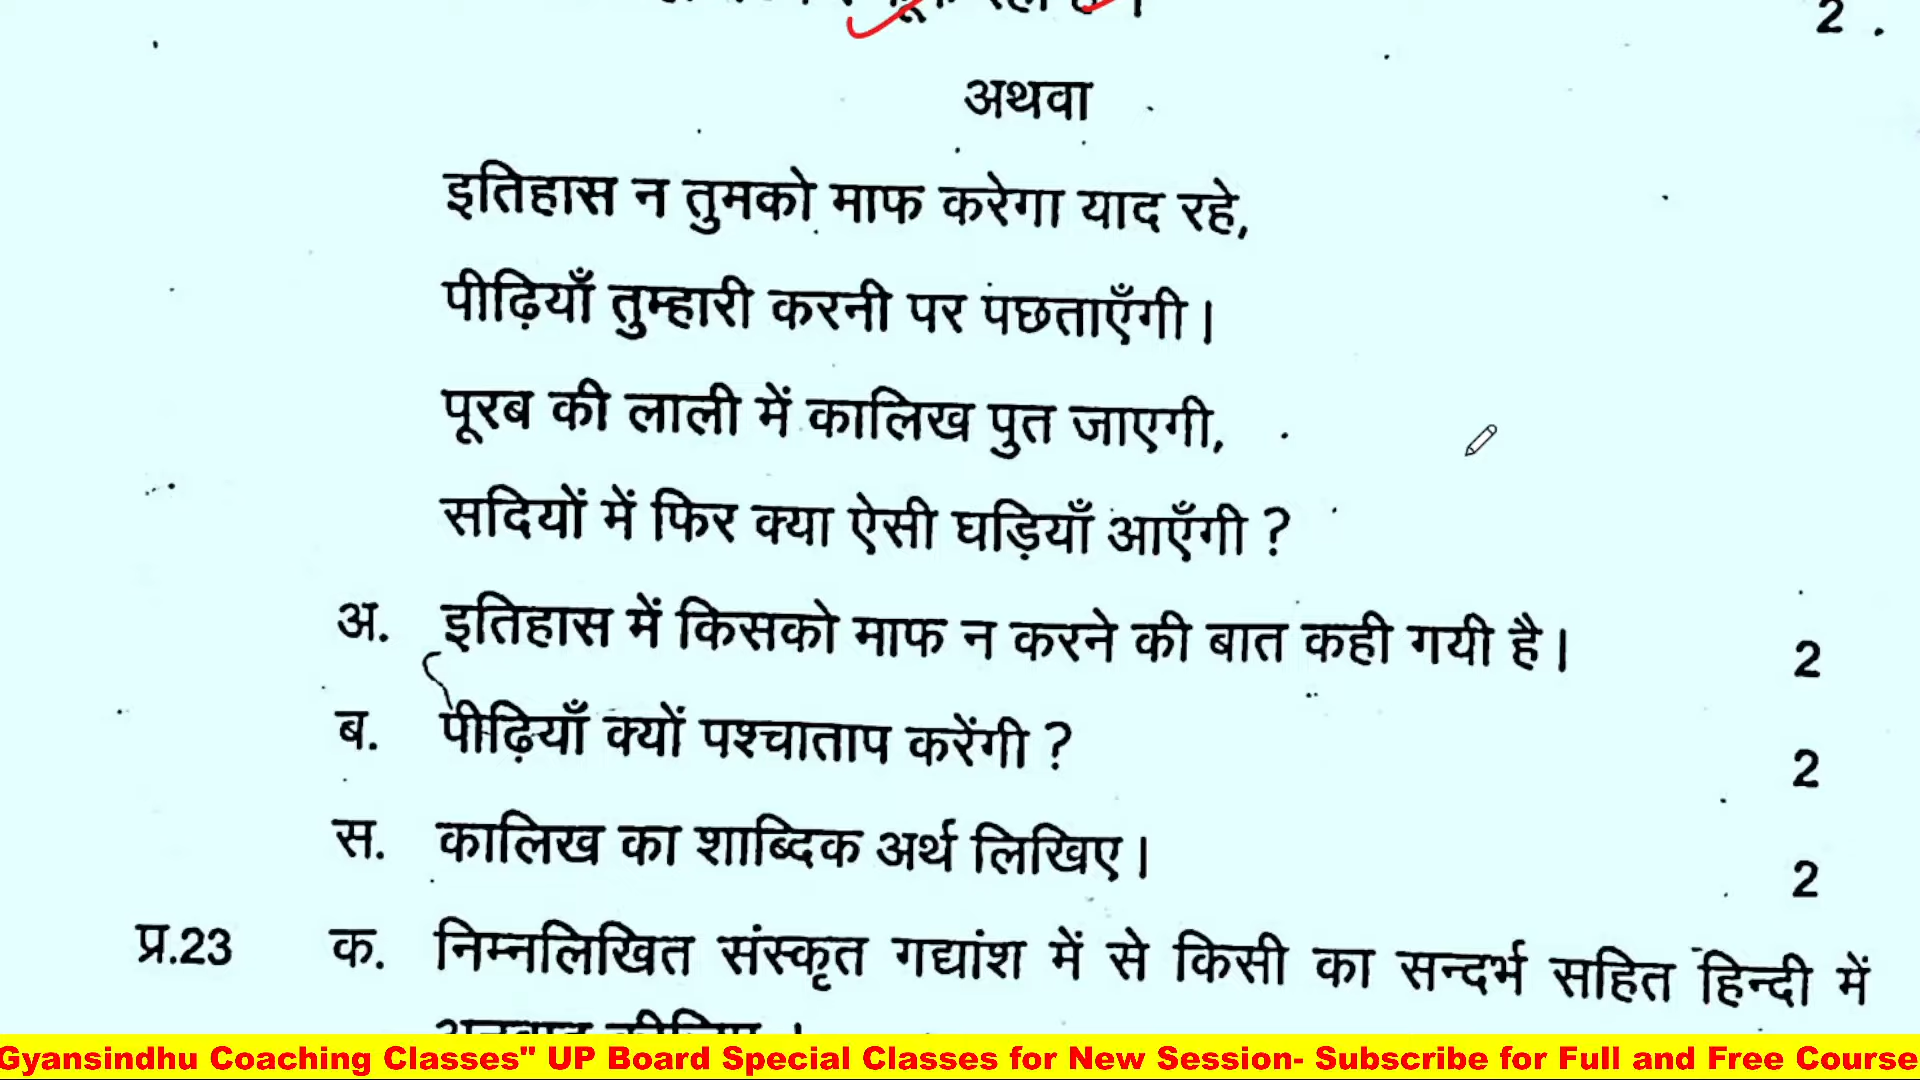 2 .
अथवा
इतिहास न तुमको माफ करेगा याद रहे,
पीढ़ियाँ तुम्हारी करनी पर पछताएँगी।
पूरब की लाली में कालिख पुत जाएगी,
सदियों में फिर क्या ऐसी घड़ियाँ आएँगी ?
अ. इतिहास में किसको माफ न करने की बात कही गयी है। 2
ब. पीढ़ियाँ क्यों पश्चाताप करेंगी ? 2
स. कालिख का शाब्दिक अर्थ लिखिए। 2
प्र.23 क. निम्नलिखित संस्कृत गद्यांश में से किसी का सन्दर्भ सहित हिन्दी में
Gyansindhu Coaching Classes" UP Board Special Classes for New Session- Subscribe for Full and Free Course